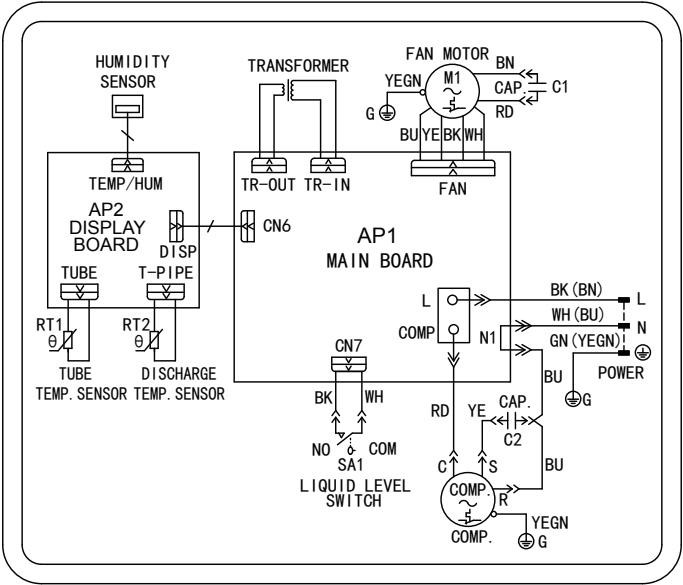 HUMIDITY
SENSOR
TRANSFORMER
FAN MOTOR
BN
YEGN
M1
CAP.
C1
G
RD
BU YE BK WH
TEMP/HUM
TR-OUT
TR-IN
FAN
AP2
DISPLAY
BOARD
DISP
CN6
AP1
MAIN BOARD
TUBE
T-PIPE
L
BK(BN)
L
RT1
θ
RT2
θ
COMP
N1
WH(BU)
N
GN(YEGN)
CN7
TUBE
TEMP. SENSOR
DISCHARGE
TEMP. SENSOR
POWER
BK
WH
BU
G
RD
YE
CAP.
C2
NO
COM
SA1
LIQUID LEVEL
SWITCH
C
S
BU
COMP.
R
COMP.
YEGN
G